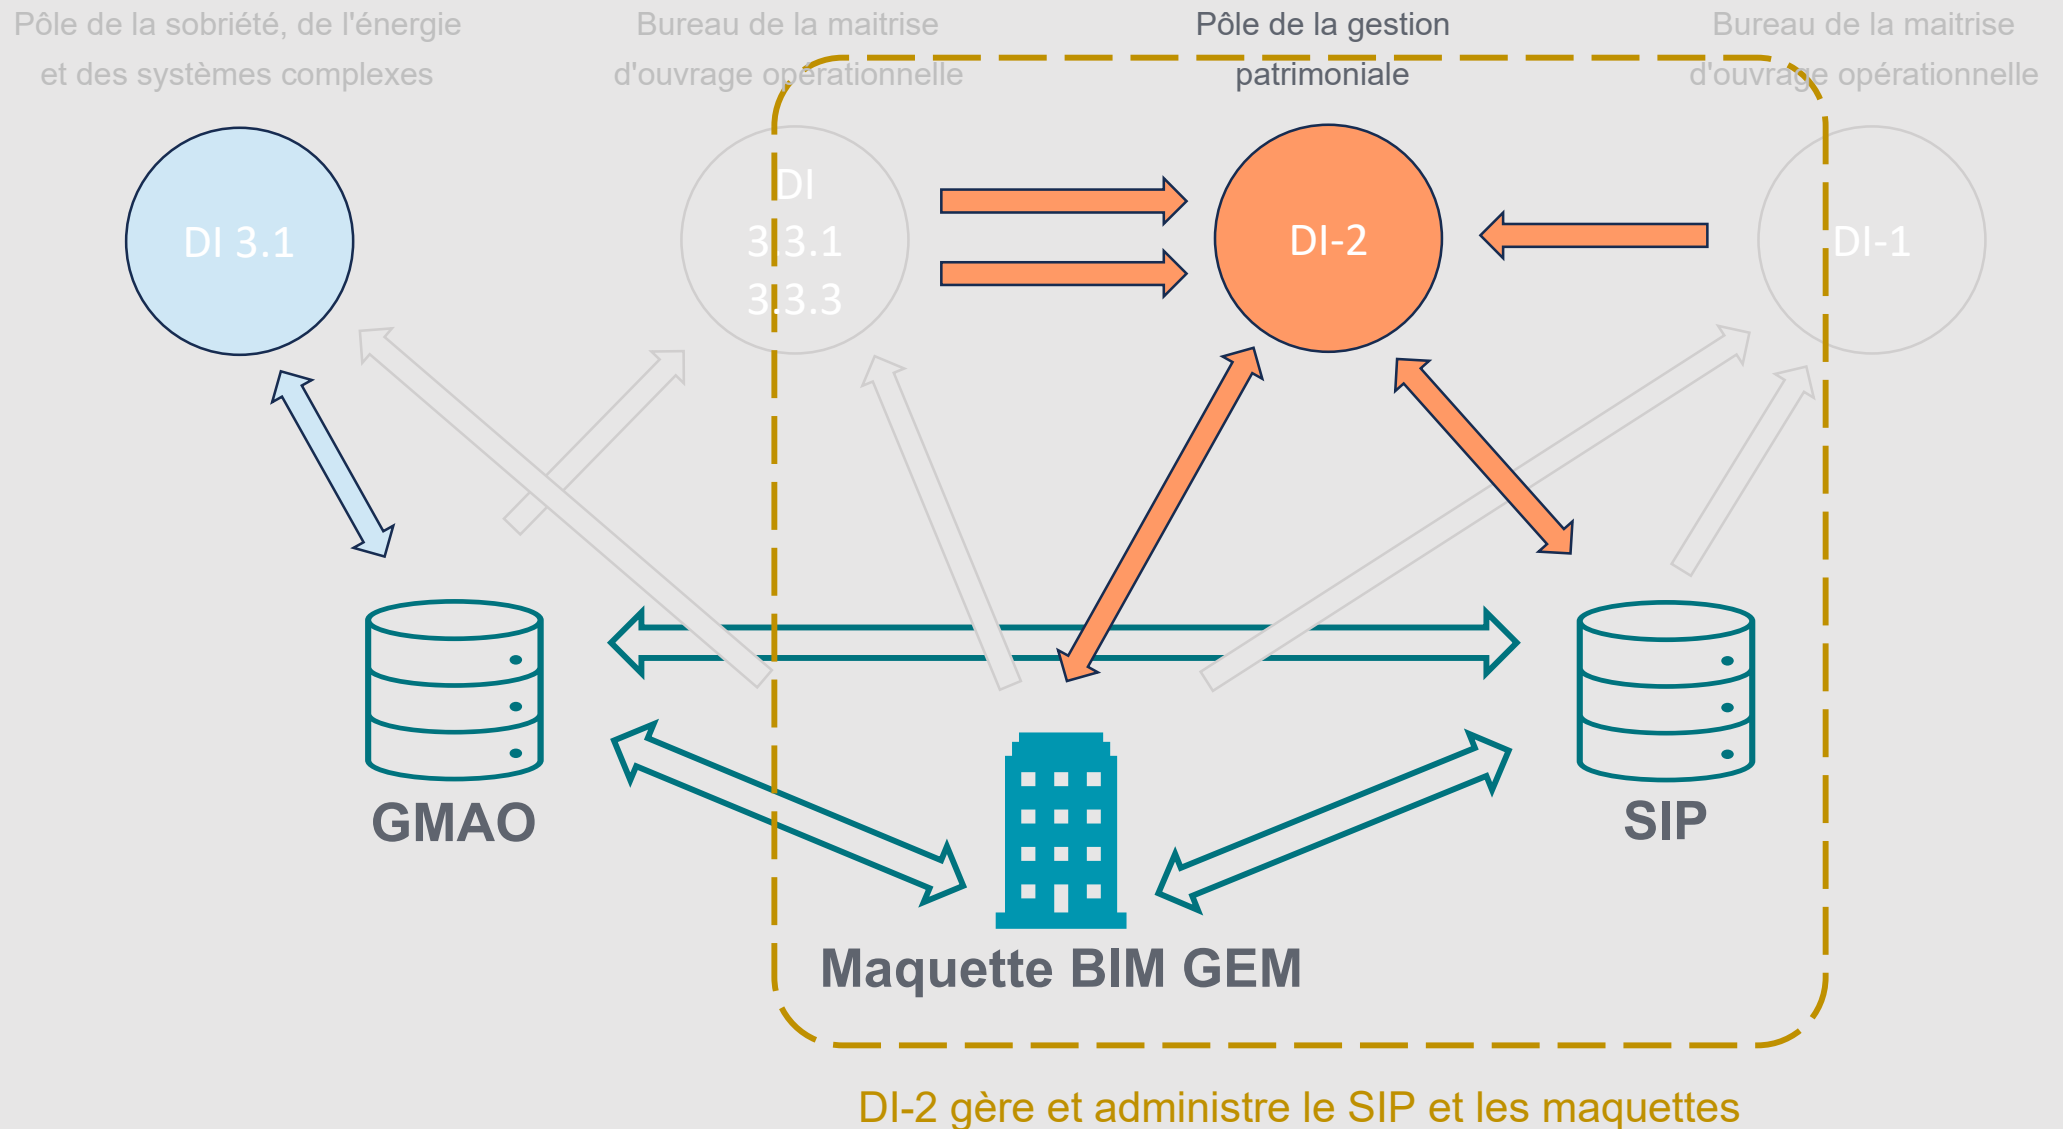 Pôle de la sobriété, de l'énergie
et des systèmes complexes
Bureau de la maitrise
d'ouvrage opérationnelle
Pôle de la gestion
patrimoniale
Bureau de la maitrise
d'ouvrage opérationnelle
DI 3.1
DI
3.3.1
3.3.3
DI-2
DI-1
GMAO
SIP
Maquette BIM GEM
DI-2 gère et administre le SIP et les maquettes